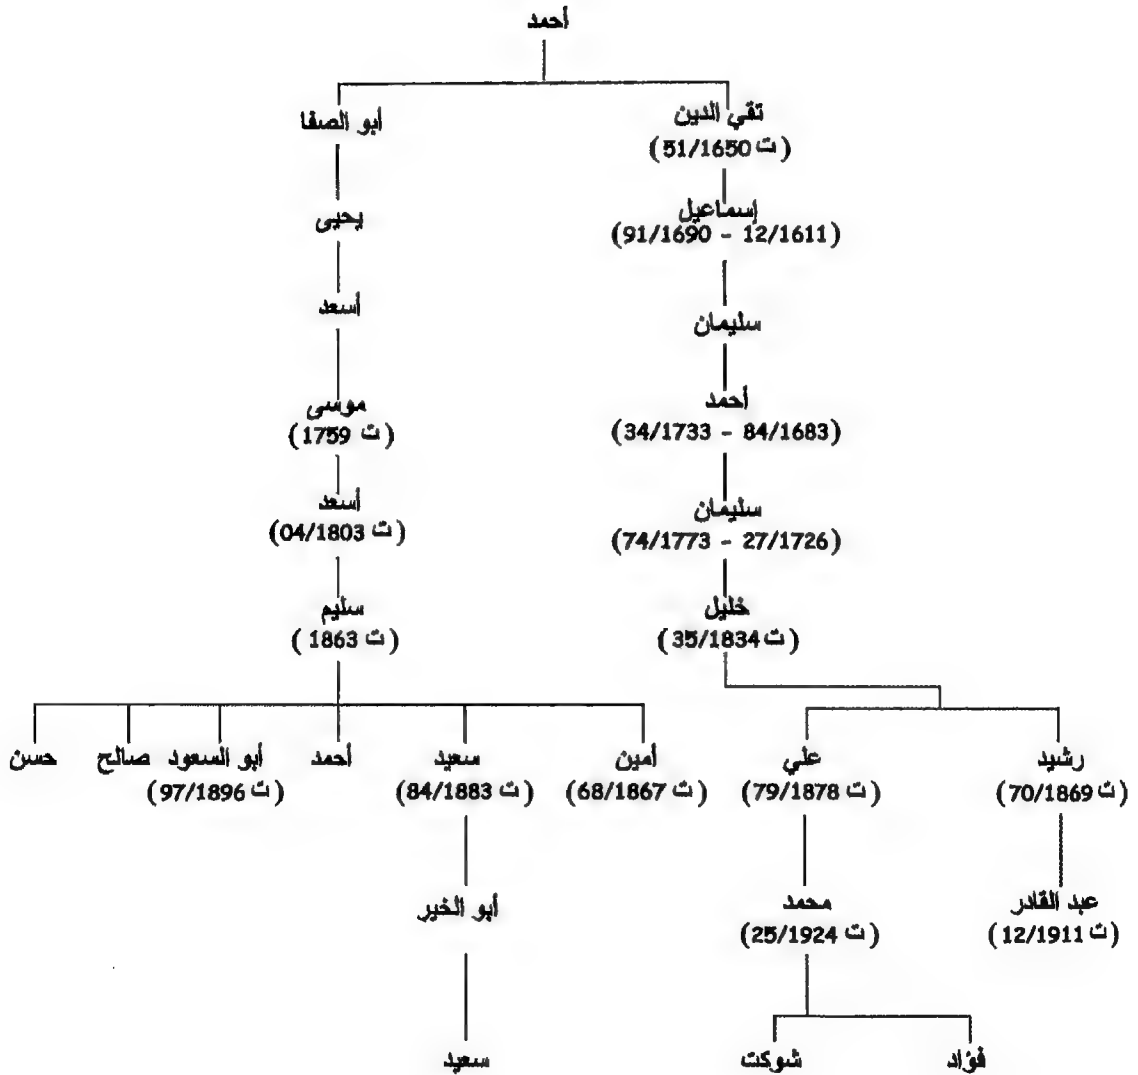 أحمد
تقي الدين
(ت 51/1650)
أبو الصفا
إسماعيل
(91/1690 - 12/1611)
يحيى
أسعد
سليمان
أحمد
(34/1733 - 84/1683)
موسى
(ت 1759)
أسعد
(ت 04/1803)
سليمان
(74/1773 - 27/1726)
خليل
(ت 35/1834)
سليم
(ت 1863)
رشيد
(ت 70/1869)
علي
(ت 79/1878)
أمين
(ت 68/1867)
سعيد
(ت 84/1883)
أحمد
أبو السعود
(ت 97/1896)
صالح
حسن
عبد القادر
(ت 12/1911)
محمد
(ت 25/1924)
أبو الخير
فؤاد
شوكت
سعيد